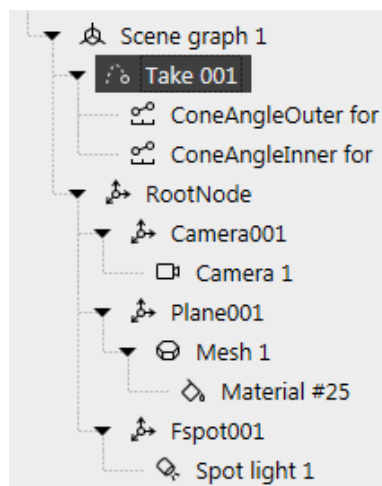 Scene graph 1
Take 001
ConeAngleOuter for
ConeAngleInner for
RootNode
Camera001
Camera 1
Plane001
Mesh 1
Material #25
Fspot001
Spot light 1